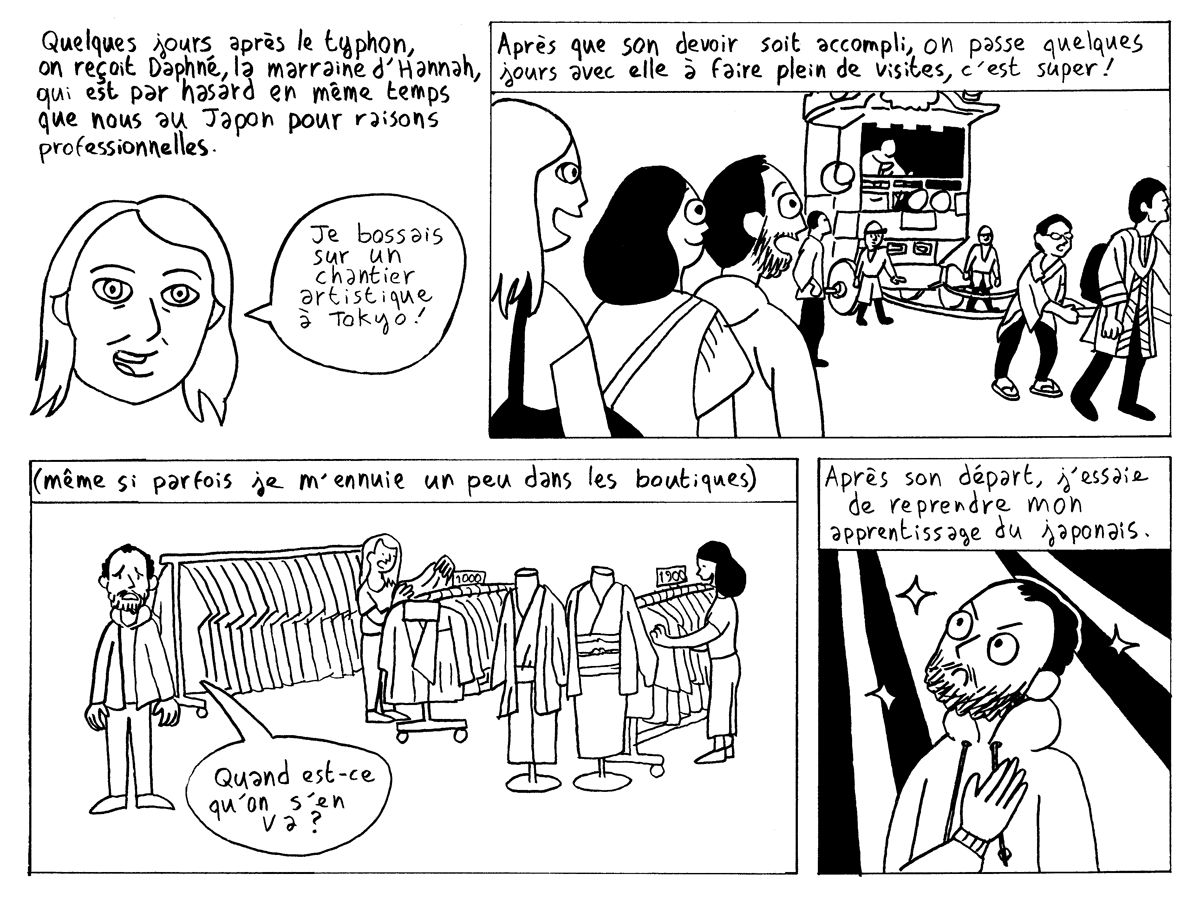 Quelques jours après le typhon,
on reçoit Daphné, la marraine d'Hannah,
qui est par hasard en même temps
que nous au Japon pour raisons
professionnelles.
Je bossais
sur un
chantier
artistique
à Tokyo!
Après que son devoir soit accompli, on passe quelques
jours avec elle à faire plein de visites, c'est super!
(même si parfois je m'ennuie un peu dans les boutiques)
1000
1900
Quand est-ce
qu'on s'en
va?
Après son départ, j'essaie
de reprendre mon
apprentissage du japonais.